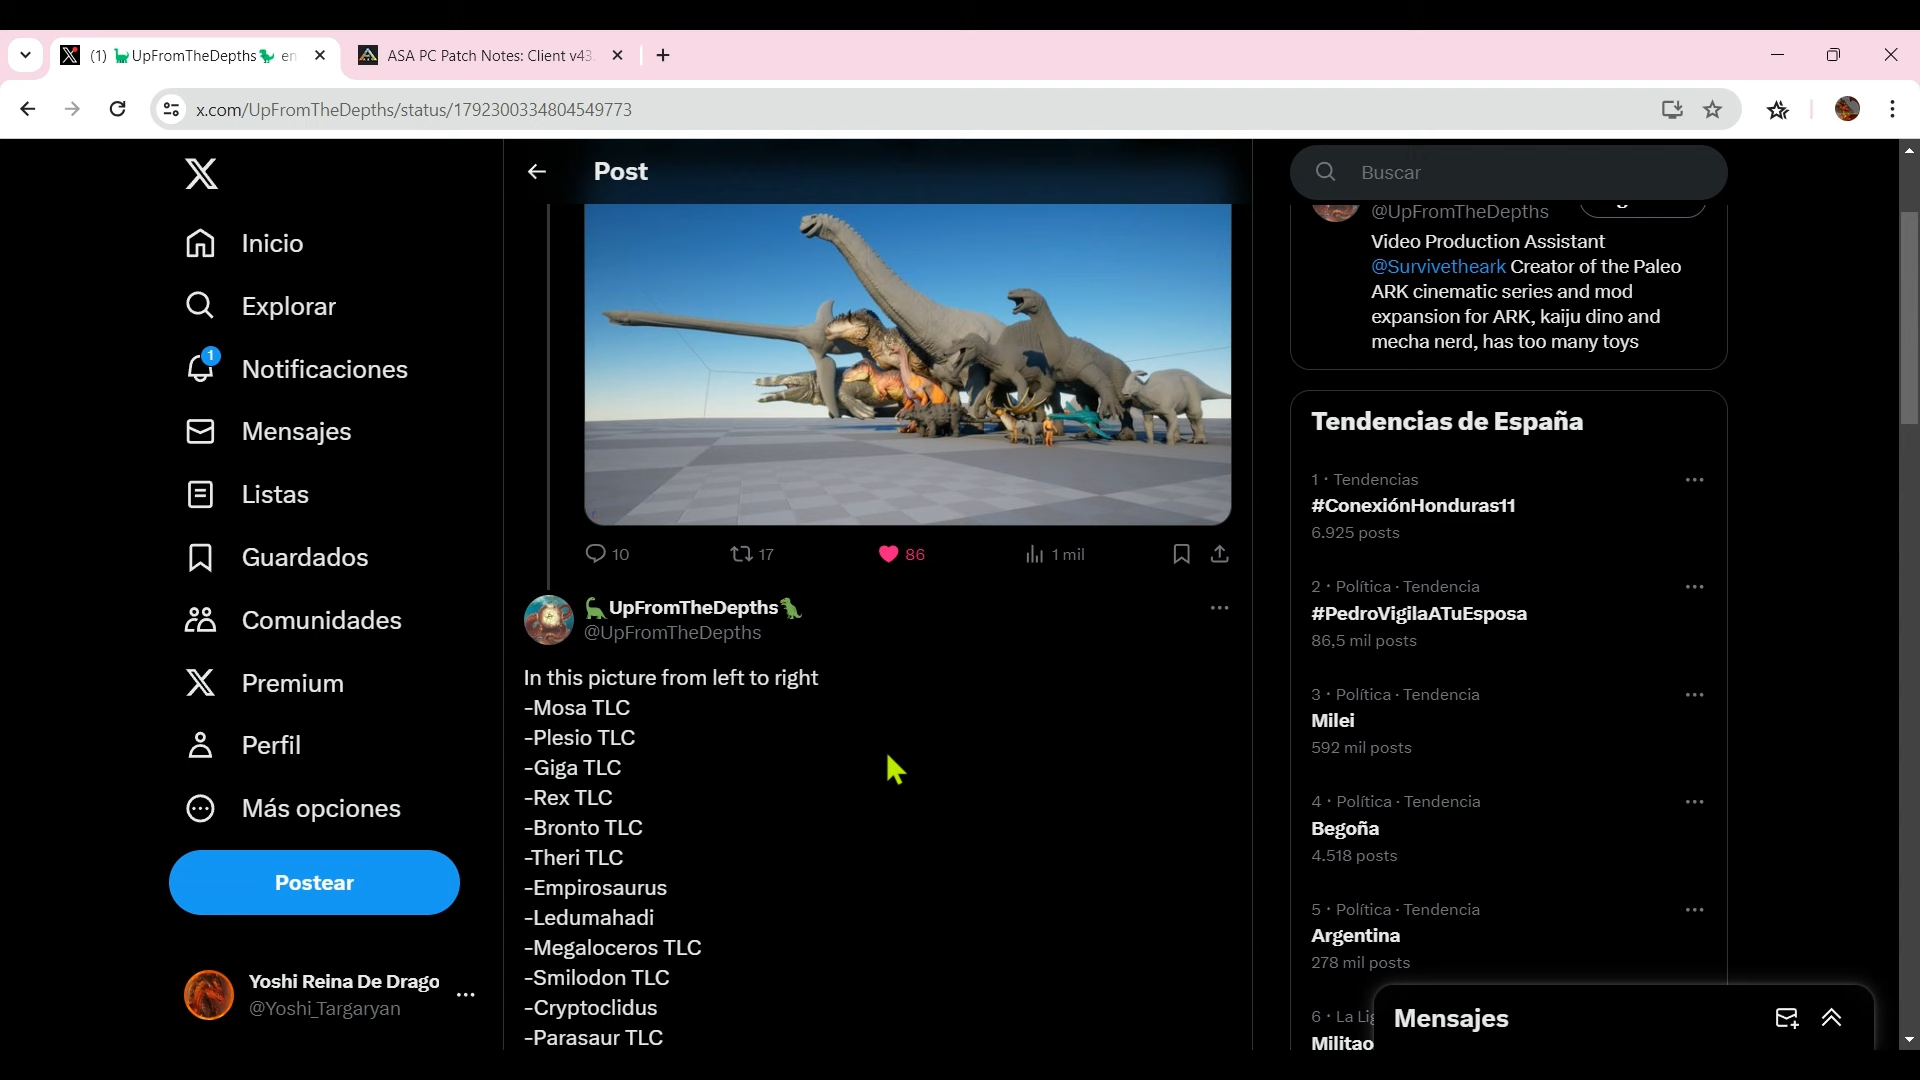 (1) 🦕UpFromTheDepths🦖 en
ASA PC Patch Notes: Client v43
x.com/UpFromTheDepths/status/1792300334804549773
Inicio
Explorar
1
Notificaciones
Mensajes
Listas
Guardados
Comunidades
Premium
Perfil
Más opciones
Postear
Yoshi Reina De Drago
@Yoshi_Targaryan
Post
10
17
86
1 mil
🦕UpFromTheDepths🦖
@UpFromTheDepths
In this picture from left to right
-Mosa TLC
-Plesio TLC
-Giga TLC
-Rex TLC
-Bronto TLC
-Theri TLC
-Empirosaurus
-Ledumahadi
-Megaloceros TLC
-Smilodon TLC
-Cryptoclidus
-Parasaur TLC
Buscar
@UpFromTheDepths
Video Production Assistant
@Survivetheark Creator of the Paleo
ARK cinematic series and mod
expansion for ARK, kaiju dino and
mecha nerd, has too many toys
Tendencias de España
1 · Tendencias
#ConexiónHonduras11
6.925 posts
2 · Política · Tendencia
#PedroVigilaATuEsposa
86,5 mil posts
3 · Política · Tendencia
Milei
592 mil posts
4 · Política · Tendencia
Begoña
4.518 posts
5 · Política · Tendencia
Argentina
278 mil posts
6 · La Lig
Militao
Mensajes